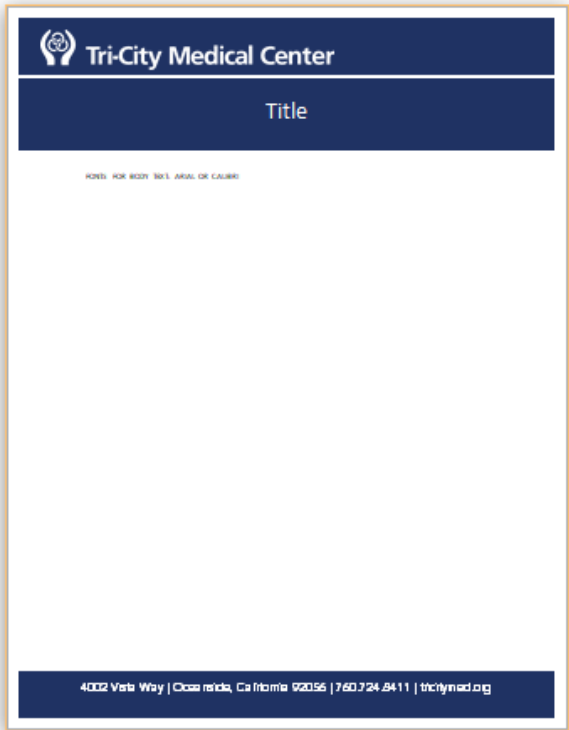 Tri-City Medical Center
Title
FONTS FOR BODY TEXT: ARIAL OR CALIBRI
4002 Vista Way | Oceanside, California 92056 | 760.724.8411 | tricitymed.org